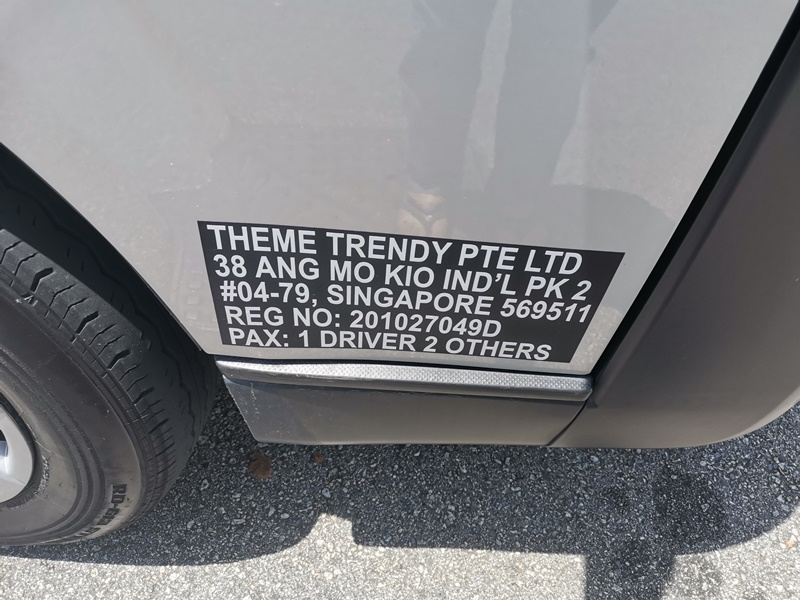 THEME TRENDY PTE LTD
38 ANG MO KIO IND'L PK 2
#04-79, SINGAPORE 569511
REG NO: 201027049D
PAX: 1 DRIVER 2 OTHERS